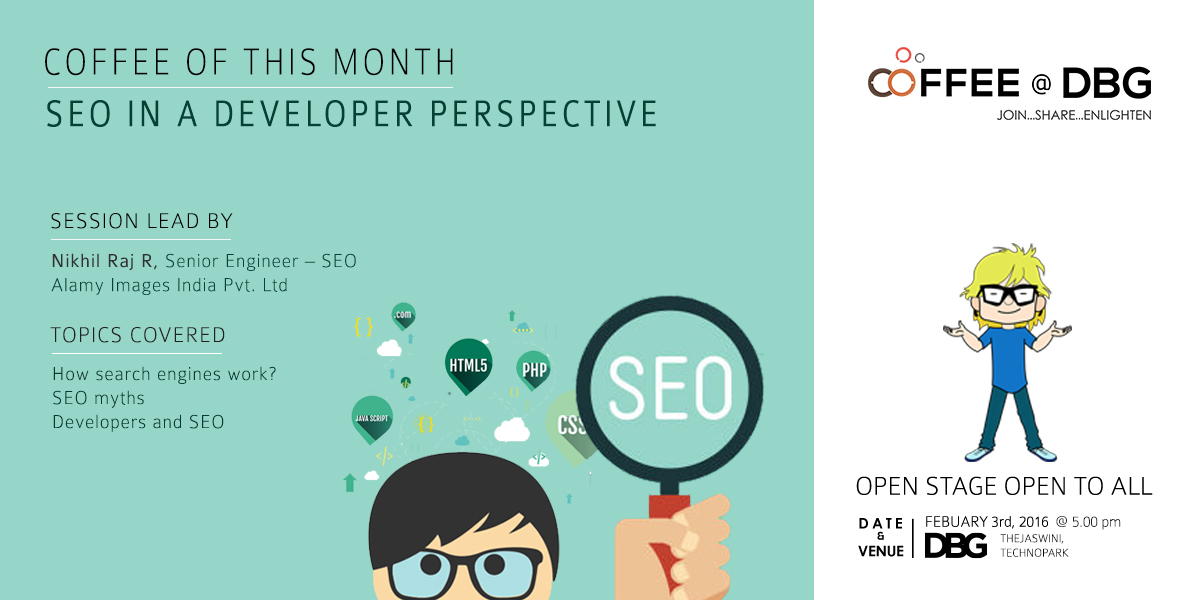 COFFEE OF THIS MONTH
SEO IN A DEVELOPER PERSPECTIVE
SESSION LEAD BY
Nikhil Raj R, Senior Engineer – SEO
Alamy Images India Pvt. Ltd
TOPICS COVERED
How search engines work?
SEO myths
Developers and SEO
{ }
.com
HTML5
PHP
JAVA SCRIPT
{ }
CSS
</>
</>
SEO
COFFEE @ DBG
JOIN...SHARE...ENLIGHTEN
OPEN STAGE OPEN TO ALL
DATE
&
VENUE
FEBUARY 3rd, 2016 @ 5.00 pm
DBG
THEJASWINI,
TECHNOPARK